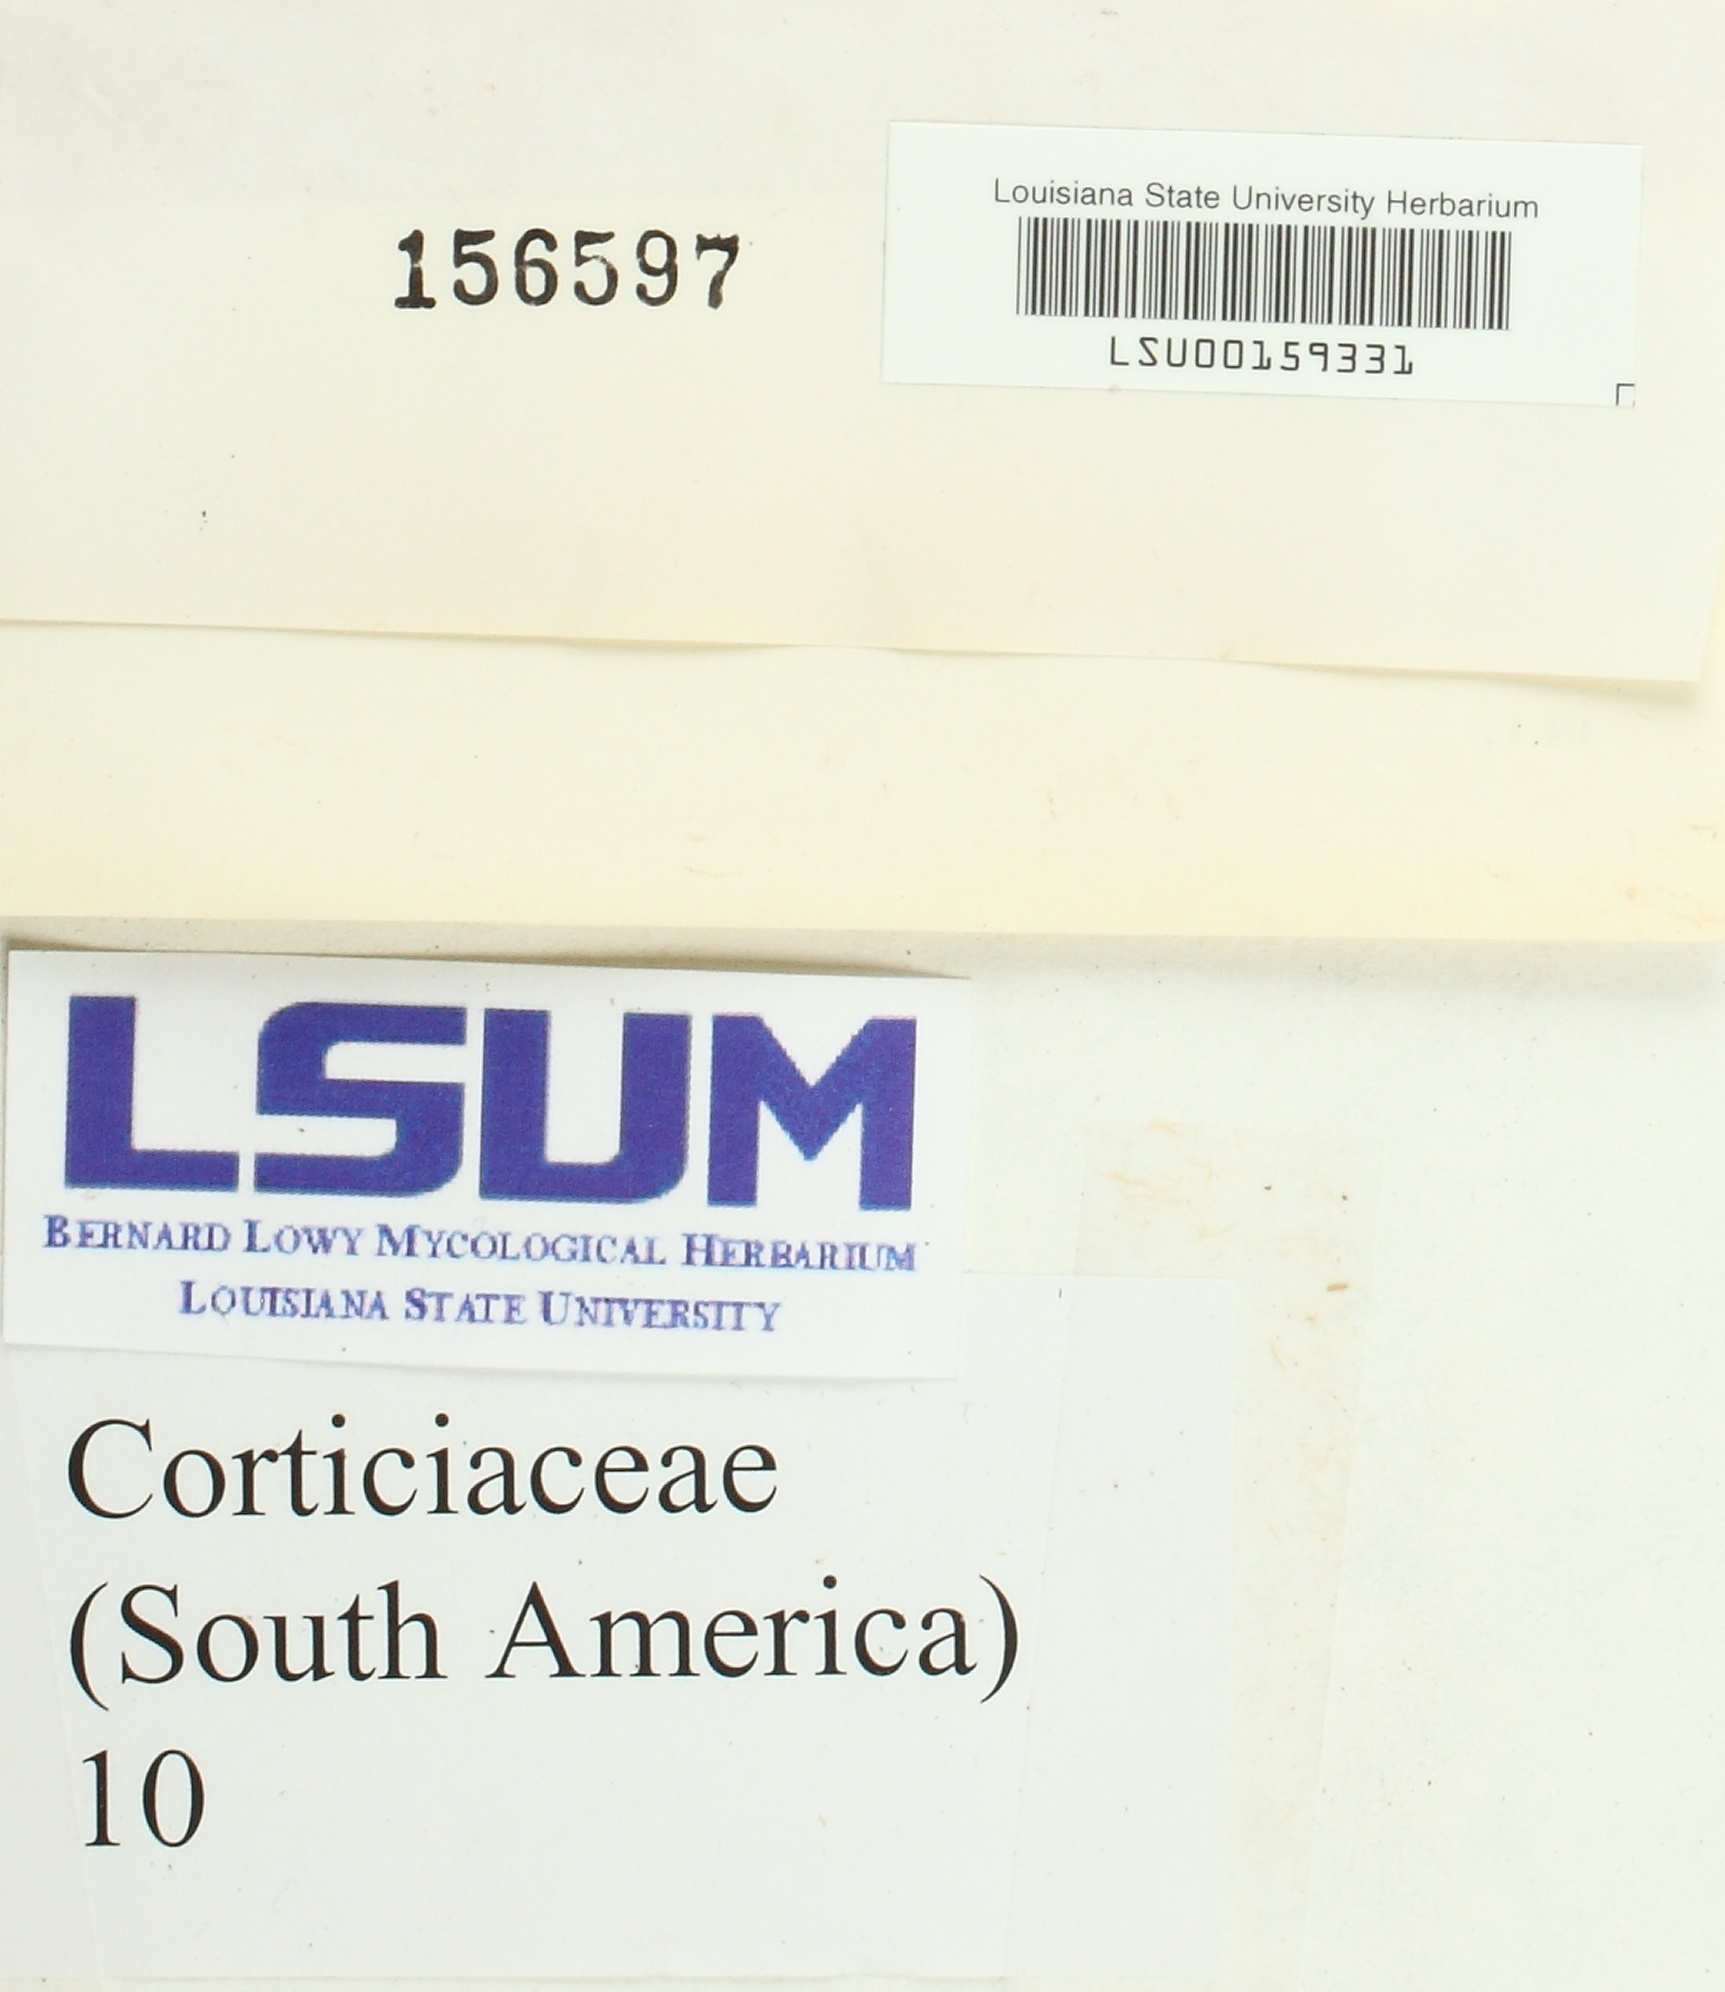 Louisiana State University Herbarium
156597
LSU00159331
LSUM
BERNARD LOWY MYCOLOGICAL HERBARIUM
LOUISIANA STATE UNIVERSITY
Corticiaceae
(South America)
10